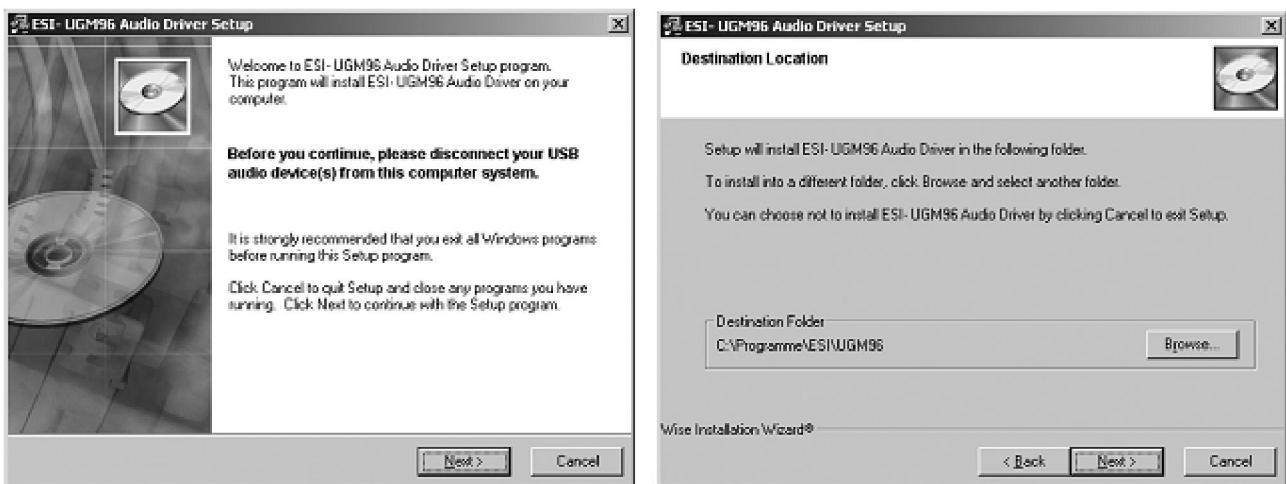 ESI- UGM96 Audio Driver Setup
Welcome to ESI- UGM96 Audio Driver Setup program.
This program will install ESI- UGM96 Audio Driver on your
computer.
Before you continue, please disconnect your USB
audio device(s) from this computer system.
It is strongly recommended that you exit all Windows programs
before running this Setup program.
Click Cancel to quit Setup and close any programs you have
running. Click Next to continue with the Setup program.
Next >
Cancel
ESI- UGM96 Audio Driver Setup
Destination Location
Setup will install ESI- UGM96 Audio Driver in the following folder.
To install into a different folder, click Browse and select another folder.
You can choose not to install ESI- UGM96 Audio Driver by clicking Cancel to exit Setup.
Destination Folder
C:\Programme\ESI\UGM96
Browse...
Wise Installation Wizard®
< Back
Next >
Cancel